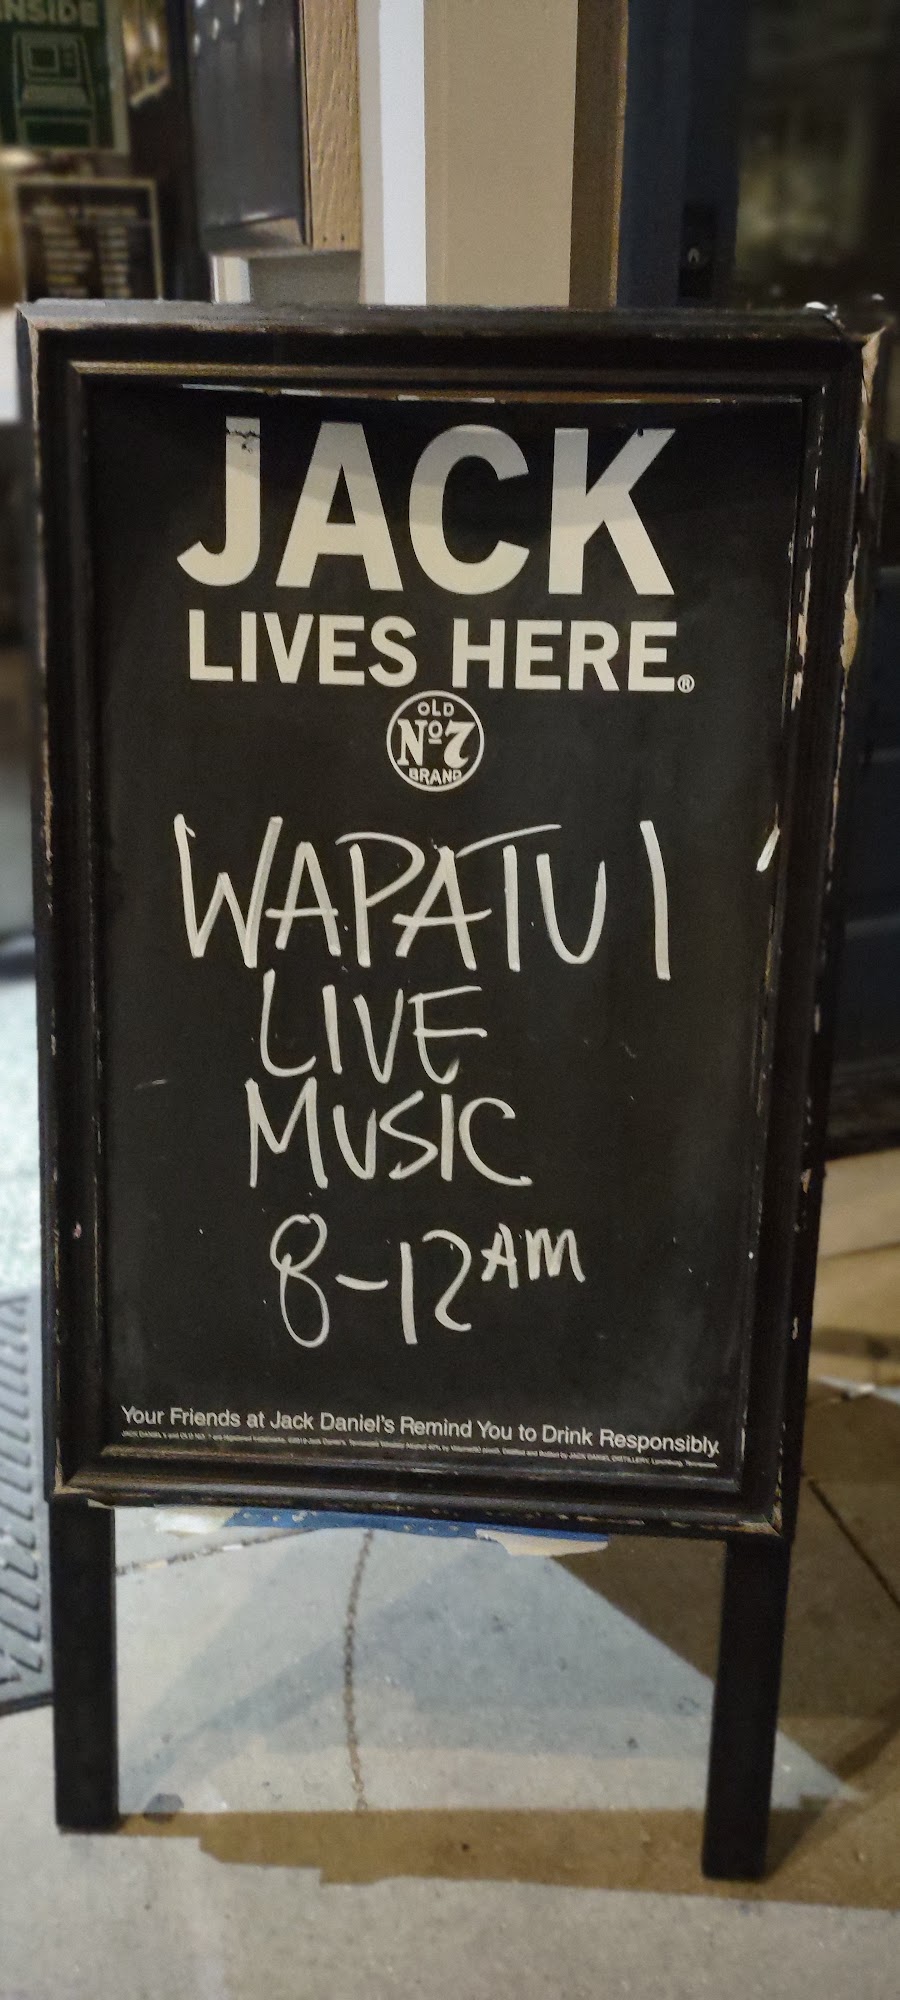 INSIDE
JACK
LIVES HERE®
OLD
Nº7
BRAND
WAPATUI
LIVE
MUSIC
8-12AM
Your Friends at Jack Daniel's Remind You to Drink Responsibly.